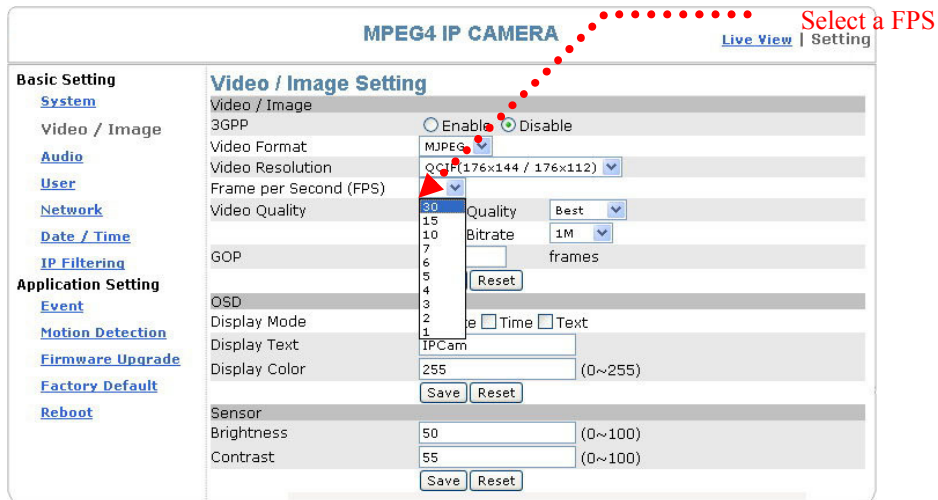 Select a FPS
MPEG4 IP CAMERA
Live View | Setting
Basic Setting
System
Video / Image
Audio
User
Network
Date / Time
IP Filtering
Application Setting
Event
Motion Detection
Firmware Upgrade
Factory Default
Reboot
Video / Image Setting
Video / Image
3GPP Enable Disable
Video Format MJPEG
Video Resolution QCIF(176x144 / 176x112)
Frame per Second (FPS)
30
15
10
7
6
5
4
3
2
1
Video Quality Quality Best
Bitrate 1M
GOP frames
Reset
OSD
Display Mode Time Text
Display Text IPCam
Display Color 255 (0~255)
Save Reset
Sensor
Brightness 50 (0~100)
Contrast 55 (0~100)
Save Reset